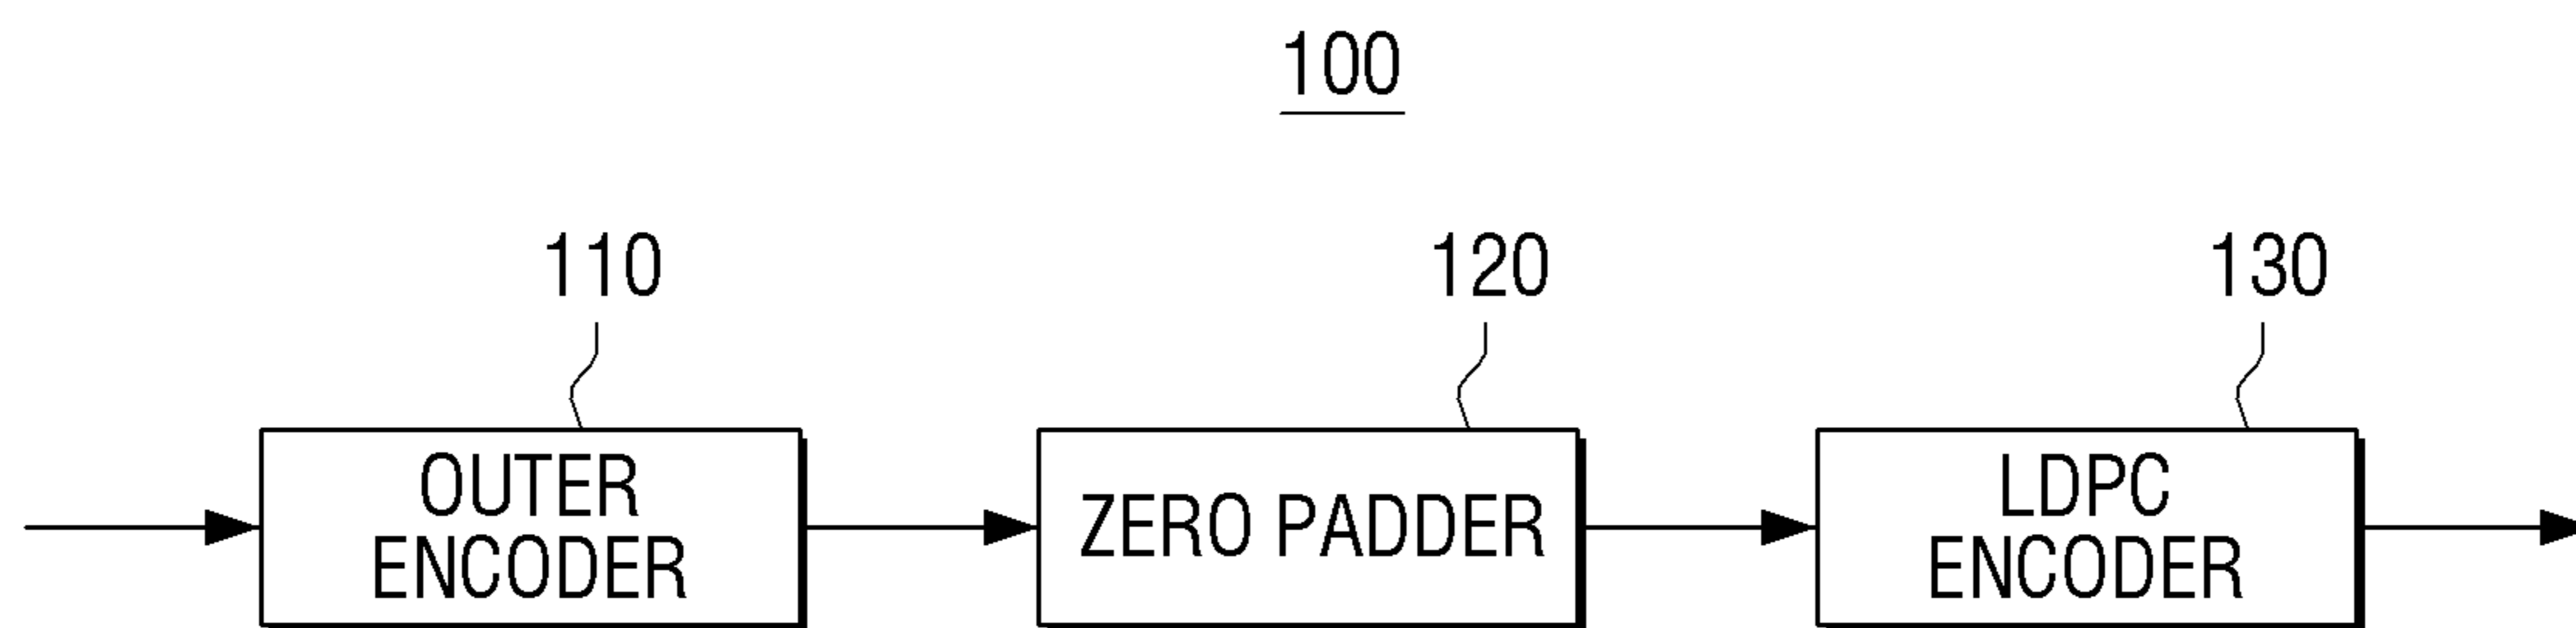 100
110
120
130
OUTER
ENCODER
ZERO PADDER
LDPC
ENCODER